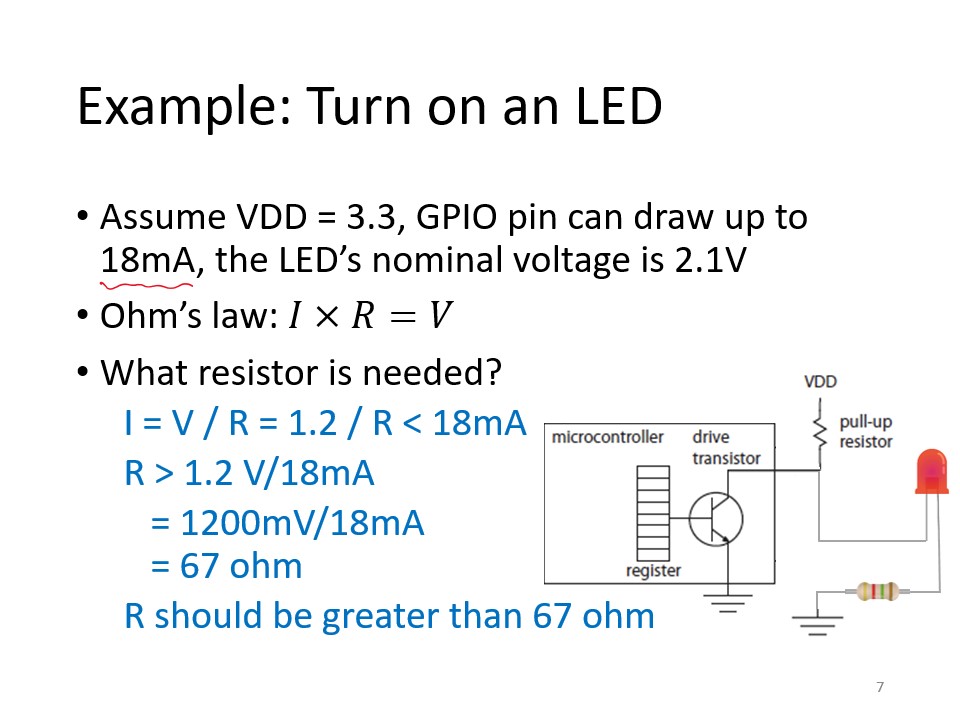 Example: Turn on an LED
• Assume VDD = 3.3, GPIO pin can draw up to
18mA, the LED’s nominal voltage is 2.1V
• Ohm’s law: 𝐼 × 𝑅 = 𝑉
• What resistor is needed?
I = V / R = 1.2 / R < 18mA
R > 1.2 V/18mA
= 1200mV/18mA
= 67 ohm
R should be greater than 67 ohm
VDD
pull-up
resistor
microcontroller
drive
transistor
register
7